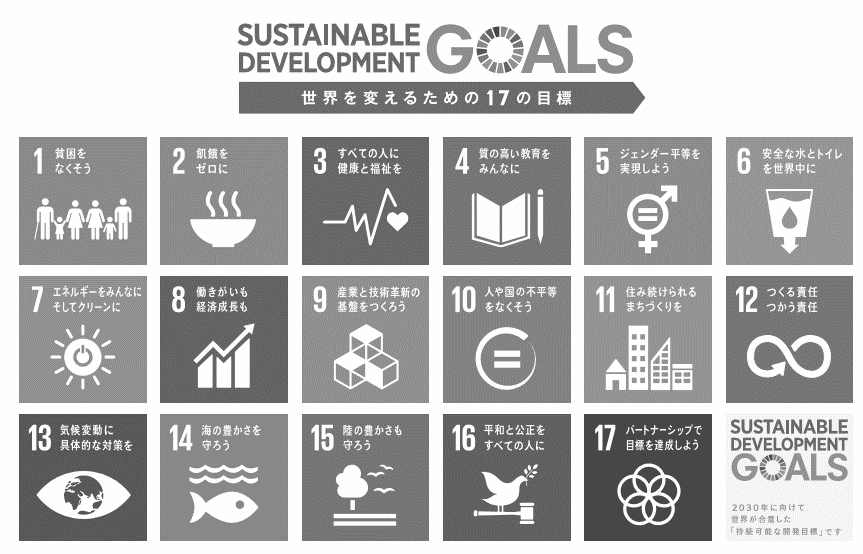 SUSTAINABLE
DEVELOPMENT
GOALS
世界を変えるための17の目標
1 貧困を
なくそう
2 飢餓を
ゼロに
3 すべての人に
健康と福祉を
4 質の高い教育を
みんなに
5 ジェンダー平等を
実現しよう
6 安全な水とトイレ
を世界中に
7 エネルギーをみんなに
そしてクリーンに
8 働きがいも
経済成長も
9 産業と技術革新の
基盤をつくろう
10 人や国の不平等
をなくそう
11 住み続けられる
まちづくりを
12 つくる責任
つかう責任
13 気候変動に
具体的な対策を
14 海の豊かさを
守ろう
15 陸の豊かさも
守ろう
16 平和と公正を
すべての人に
17 パートナーシップで
目標を達成しよう
SUSTAINABLE
DEVELOPMENT
GOALS
2030年に向けて
世界が合意した
「持続可能な開発目標」です